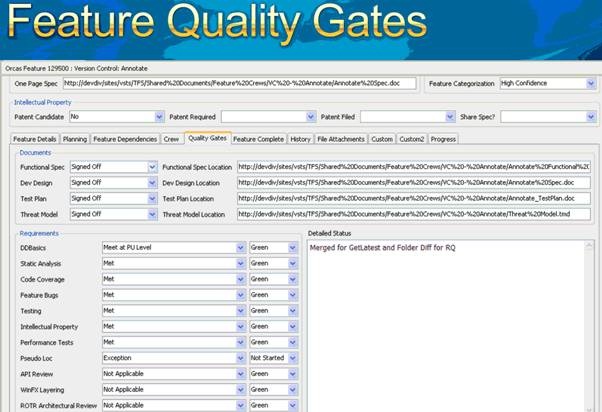 Feature Quality Gates
Orcas Feature 129500 : Version Control: Annotate
One Page Spec http://devdiv/sites/vsts/TFS/Shared%20Documents/Feature%20Crews/VC%20-%20Annotate/Annotate%20Spec.doc Feature Categorization High Confidence
Intellectual Property
Patent Candidate No Patent Required Patent Filed Share Spec?
Feature Details Planning Feature Dependencies Crew Quality Gates Feature Complete History File Attachments Custom Custom2 Progress
Documents
Functional Spec Signed Off Functional Spec Location http://devdiv/sites/vsts/TFS/Shared%20Documents/Feature%20Crews/VC%20-%20Annotate/Annotate%20Functional%20
Dev Design Signed Off Dev Design Location http://devdiv/sites/vsts/TFS/Shared%20Documents/Feature%20Crews/VC%20-%20Annotate/Annotate%20Spec.doc
Test Plan Signed Off Test Plan Location http://devdiv/sites/vsts/TFS/Shared%20Documents/Feature%20Crews/VC%20-%20Annotate/Annotate_TestPlan.doc
Threat Model Signed Off Threat Model Location http://devdiv/sites/vsts/TFS/Shared%20Documents/Feature%20Crews/VC%20-%20Annotate/Threat%20Model.tmd
Requirements Detailed Status
DDBasics Meet at PU Level Green Merged for GetLatest and Folder Diff for RQ
Static Analysis Met Green
Code Coverage Met Green
Feature Bugs Met Green
Testing Met Green
Intellectual Property Met Green
Performance Tests Met Green
Pseudo Loc Exception Not Started
API Review Not Applicable Green
WinFX Layering Not Applicable Green
ROTR Architectural Review Not Applicable Green